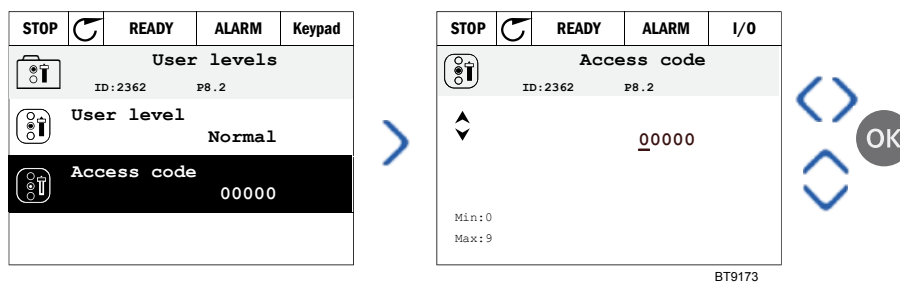 STOP READY ALARM Keypad
User levels
ID:2362 P8.2
User level
Normal
Access code
00000
STOP READY ALARM I/O
Access code
ID:2362 P8.2
00000
Min:0
Max:9
OK
BT9173